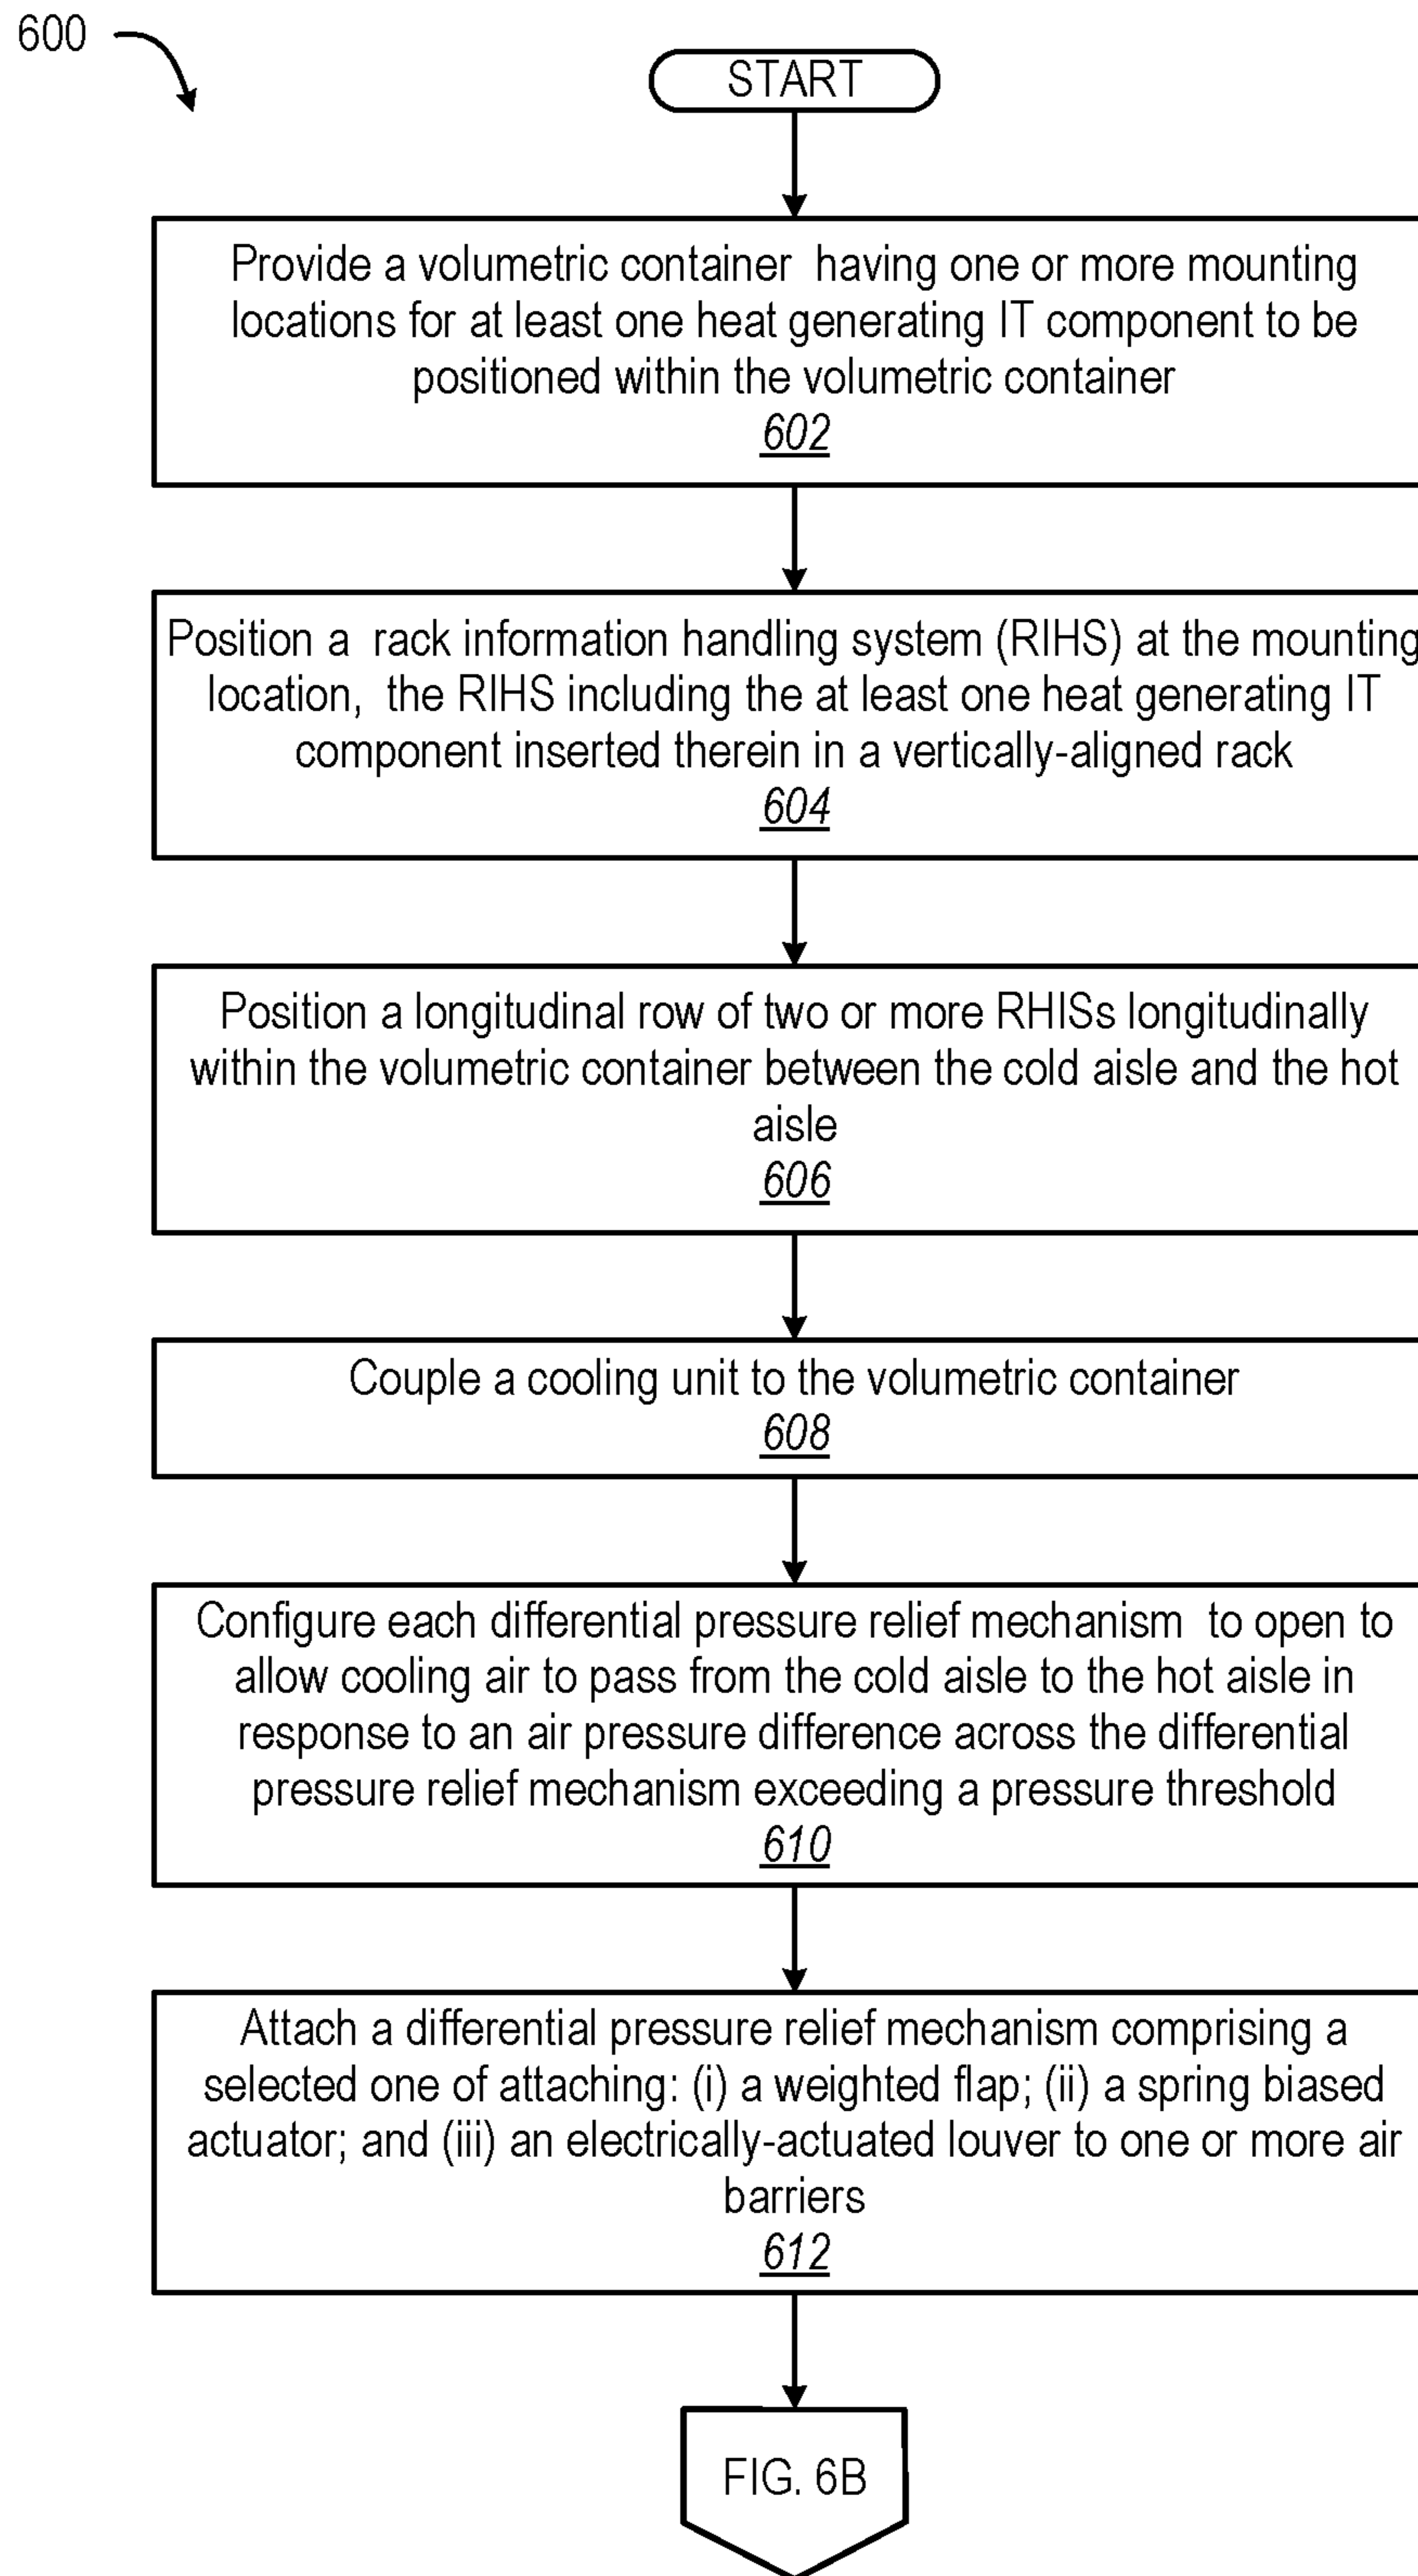 600
START
Provide a volumetric container having one or more mounting
locations for at least one heat generating IT component to be
positioned within the volumetric container
602
Position a rack information handling system (RIHS) at the mounting
location, the RIHS including the at least one heat generating IT
component inserted therein in a vertically-aligned rack
604
Position a longitudinal row of two or more RHISs longitudinally
within the volumetric container between the cold aisle and the hot
aisle
606
Couple a cooling unit to the volumetric container
608
Configure each differential pressure relief mechanism to open to
allow cooling air to pass from the cold aisle to the hot aisle in
response to an air pressure difference across the differential
pressure relief mechanism exceeding a pressure threshold
610
Attach a differential pressure relief mechanism comprising a
selected one of attaching: (i) a weighted flap; (ii) a spring biased
actuator; and (iii) an electrically-actuated louver to one or more air
barriers
612
FIG. 6B